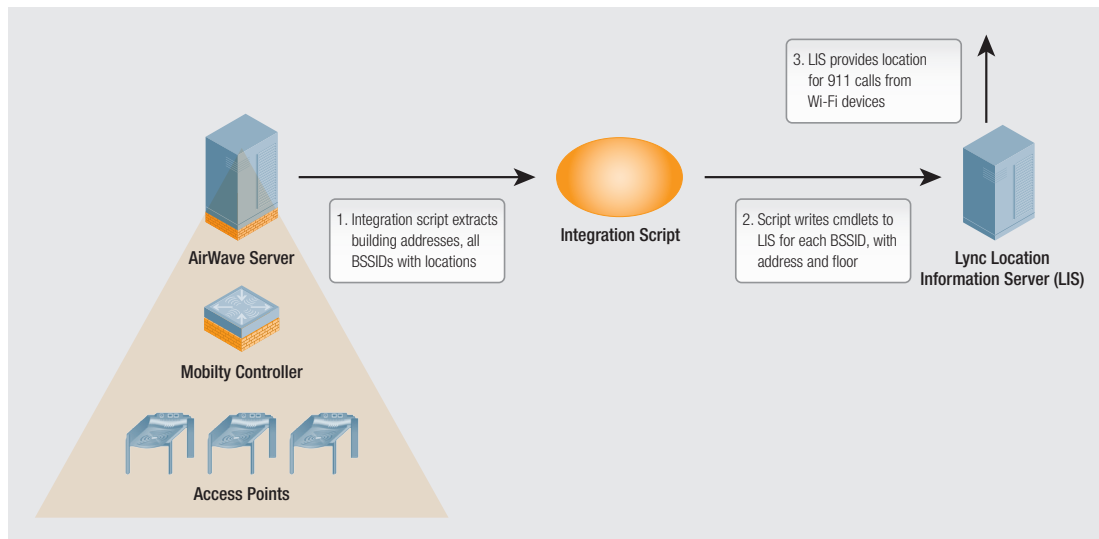 3. LIS provides location
for 911 calls from
Wi-Fi devices
AirWave Server
1. Integration script extracts
building addresses, all
BSSIDs with locations
Integration Script
2. Script writes cmdlets to
LIS for each BSSID, with
address and floor
Lync Location
Information Server (LIS)
Mobilty Controller
Access Points